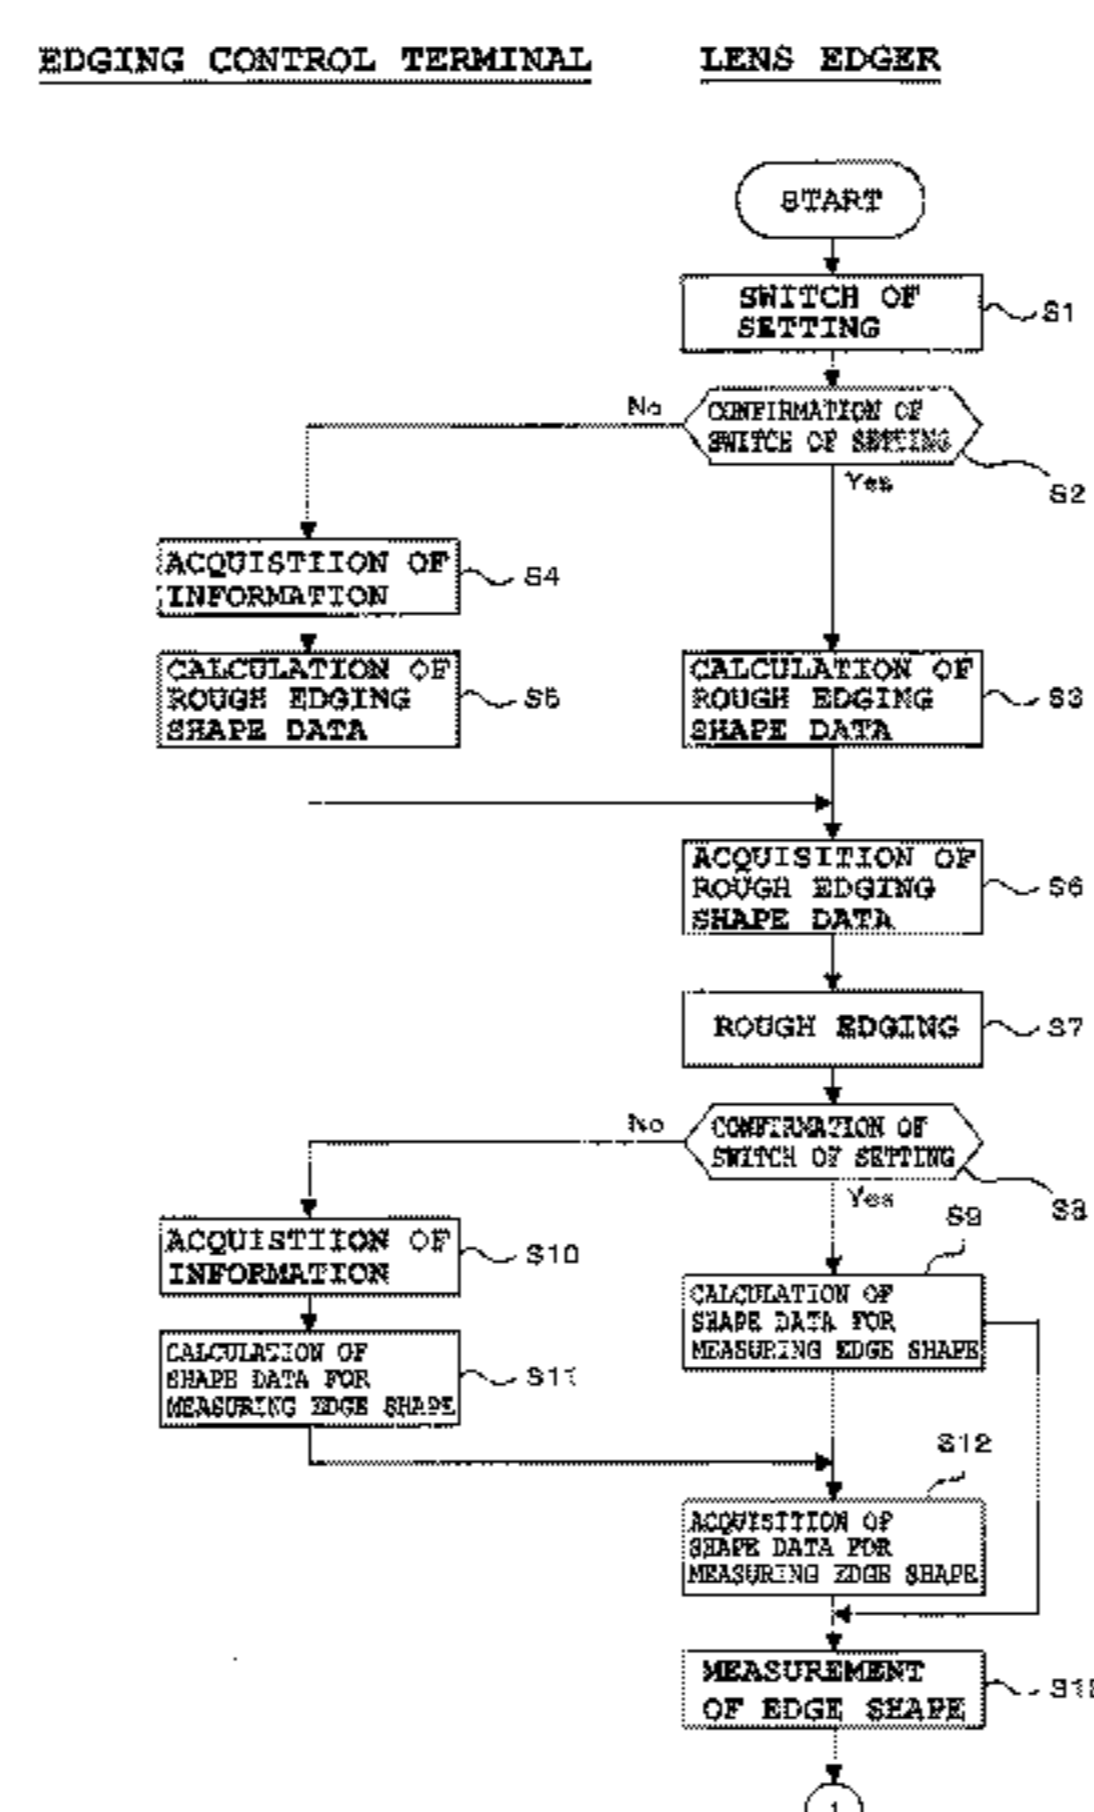 EDGING CONTROL TERMINAL
LENS EDGER
START
SWITCH OF
SETTING
S1
No
CONFIRMATION OF
SWITCH OF SETTING
Yes
S2
ACQUISTIION OF
INFORMATION
S4
CALCULATION OF
ROUGH EDGING
SHAPE DATA
S5
CALCULATION OF
ROUGH EDGING
SHAPE DATA
S3
ACQUISITION OF
ROUGH EDGING
SHAPE DATA
S6
ROUGH EDGING
S7
No
CONFIRMATION OF
SWITCH OF SETTING
Yes
S8
S9
ACQUISTIION OF
INFORMATION
S10
CALCULATION OF
SHAPE DATA FOR
MEASURING EDGE SHAPE
CALCULATION OF
SHAPE DATA FOR
MEASURING EDGE SHAPE
S11
S12
ACQUISITION OF
SHAPE DATA FOR
MEASURING EDGE SHAPE
MEASUREMENT
OF EDGE SHAPE
1